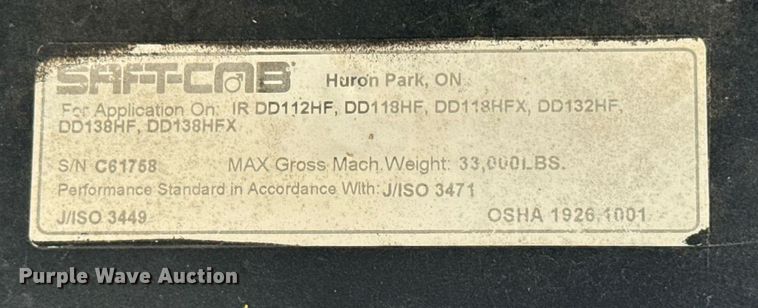 SAFT-CAB® Huron Park, ON
For Application On: IR DD112HF, DD118HF, DD118HFX, DD132HF,
DD138HF, DD138HFX
S/N C61758 MAX Gross Mach.Weight: 33,000LBS.
Performance Standard in Accordance With: J/ISO 3471
J/ISO 3449 OSHA 1926.1001
Purple Wave Auction